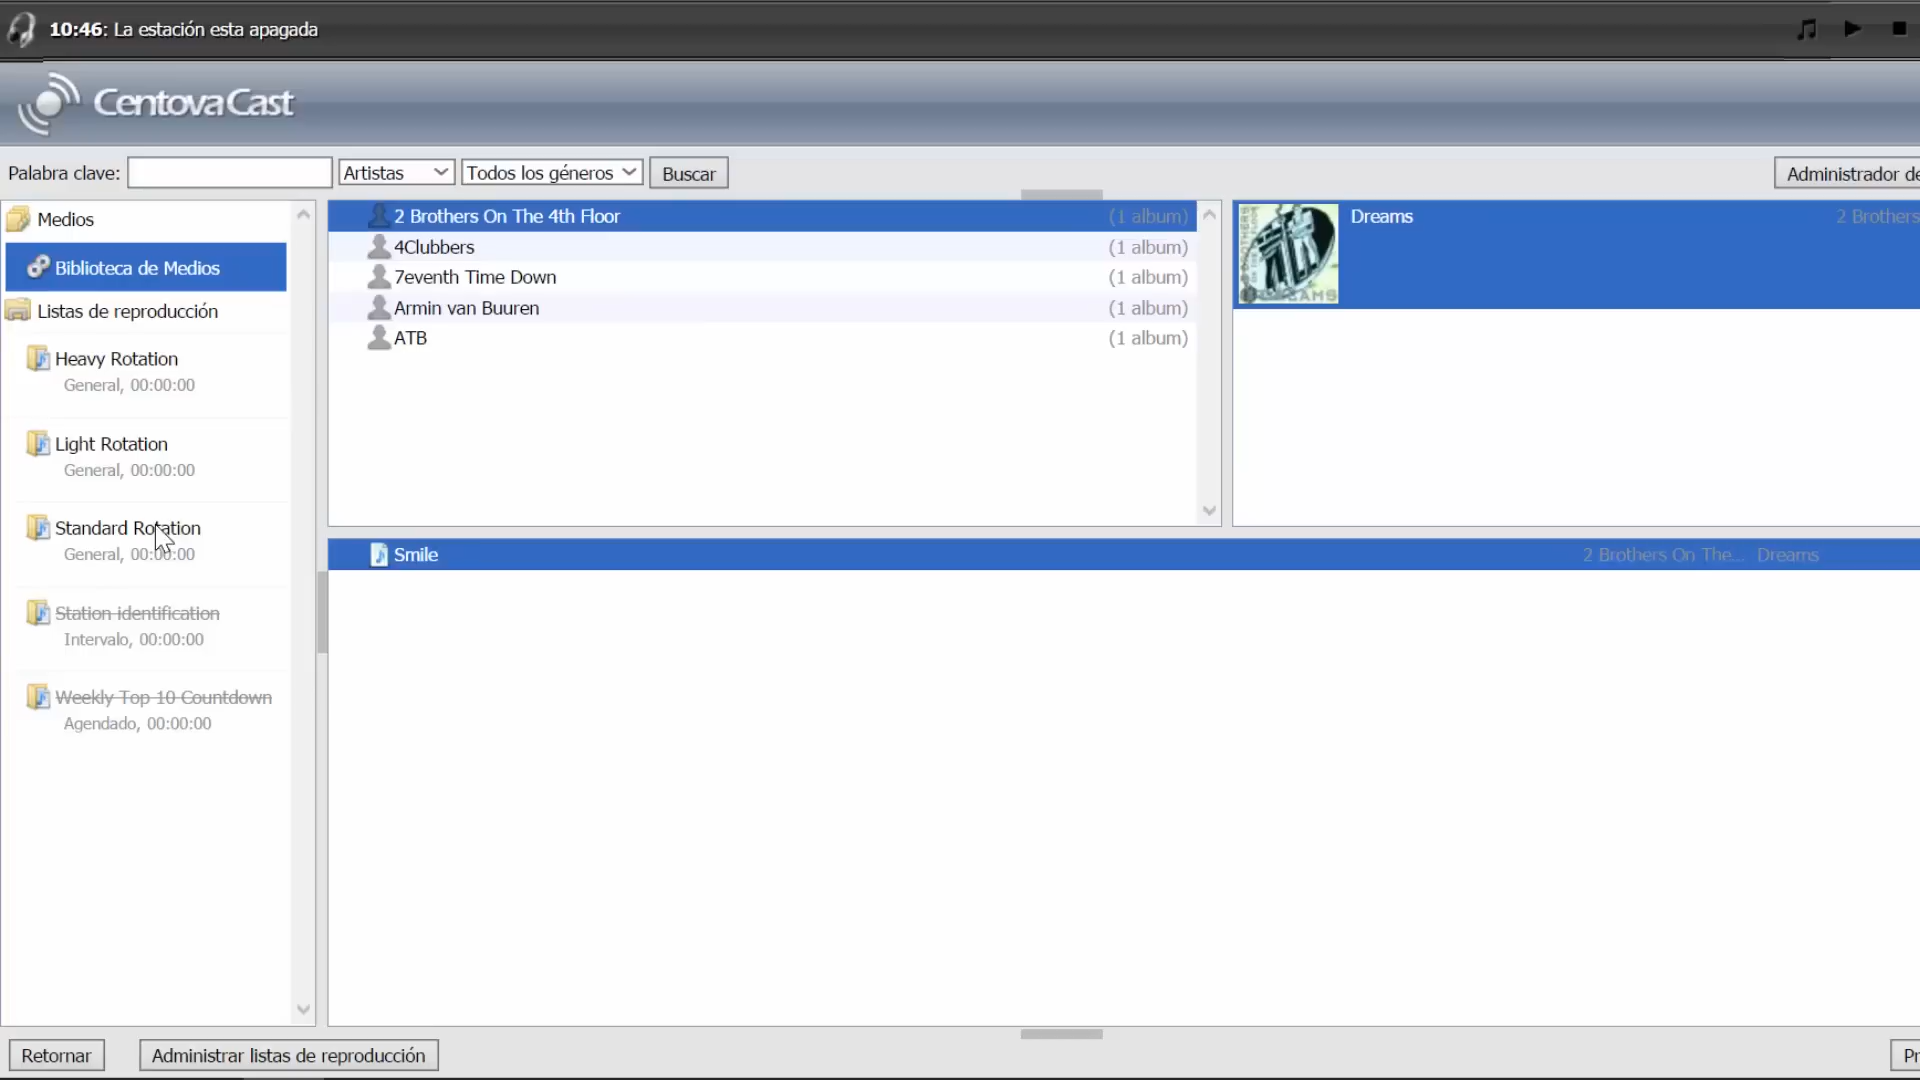 10:46: La estación esta apagada
CentovaCast
Palabra clave: Artistas Todos los géneros Buscar Administrador de
Medios
Biblioteca de Medios
Listas de reproducción
Heavy Rotation
General, 00:00:00
Light Rotation
General, 00:00:00
Standard Rotation
General, 00:00:00
Station identification
Intervalo, 00:00:00
Weekly Top 10 Countdown
Agendado, 00:00:00
2 Brothers On The 4th Floor (1 album)
4Clubbers (1 album)
7eventh Time Down (1 album)
Armin van Buuren (1 album)
ATB (1 album)
DREAMS
Dreams 2 Brothers
Smile 2 Brothers On The... Dreams
Retornar Administrar listas de reproducción Pr